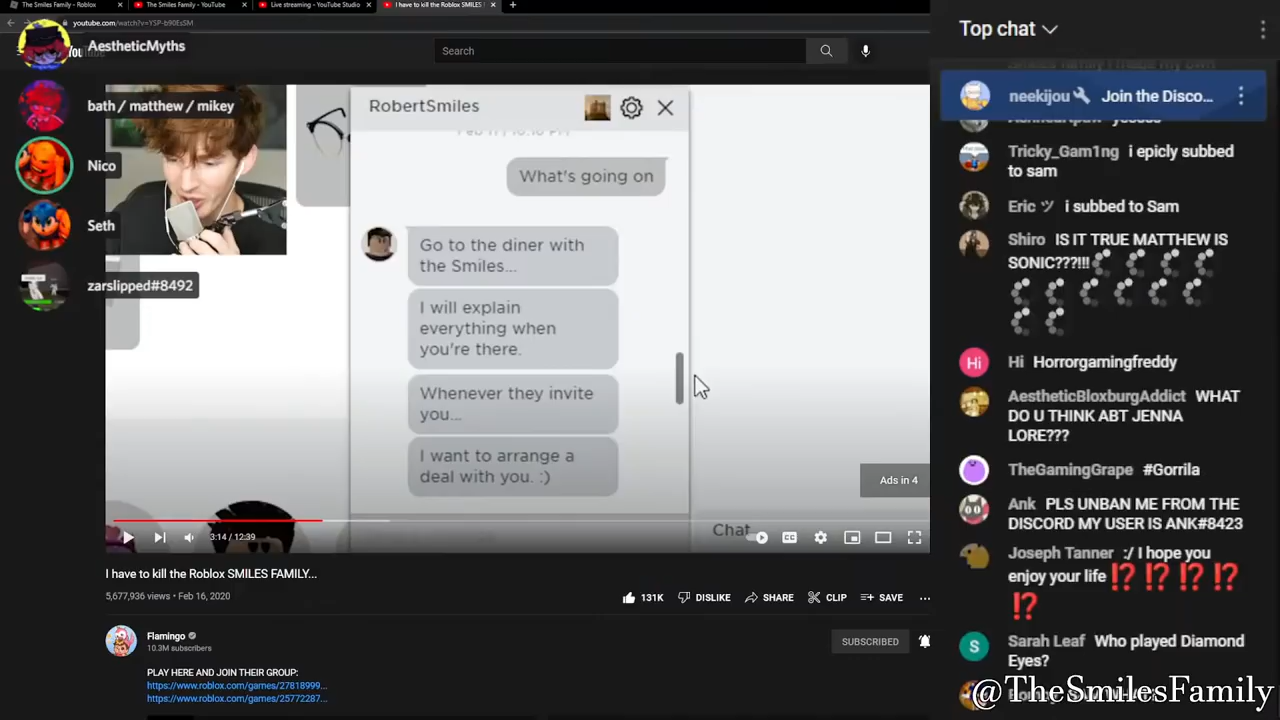 The Smiles Family - Roblox
The Smiles Family - YouTube
Live streaming - YouTube Studio
I have to kill the Roblox SMILES
youtube.com/watch?v=YSP-b90EsSM
AestheticMyths
Search
bath / matthew / mikey
Nico
Seth
zarslipped#8492
RobertSmiles
What's going on
Go to the diner with
the Smiles...
I will explain
everything when
you're there.
Whenever they invite
you...
I want to arrange a
deal with you. :)
Ads in 4
Chat
3:14 / 12:39
I have to kill the Roblox SMILES FAMILY...
5,677,936 views • Feb 16, 2020
131K
DISLIKE
SHARE
CLIP
SAVE
Flamingo
10.3M subscribers
SUBSCRIBED
PLAY HERE AND JOIN THEIR GROUP:
https://www.roblox.com/games/27818999...
https://www.roblox.com/games/25772287...
Top chat
neekijou Join the Disco...
Tricky_Gam1ng i epicly subbed
to sam
Eric ツ i subbed to Sam
Shiro IS IT TRUE MATTHEW IS
SONIC???!!!
Hi Horrorgamingfreddy
AestheticBloxburgAddict WHAT
DO U THINK ABT JENNA
LORE???
TheGamingGrape #Gorrila
Ank PLS UNBAN ME FROM THE
DISCORD MY USER IS ANK#8423
Joseph Tanner :/ I hope you
enjoy your life ⁉️ ⁉️ ⁉️ ⁉️
⁉️
Sarah Leaf Who played Diamond
Eyes?
@TheSmilesFamily